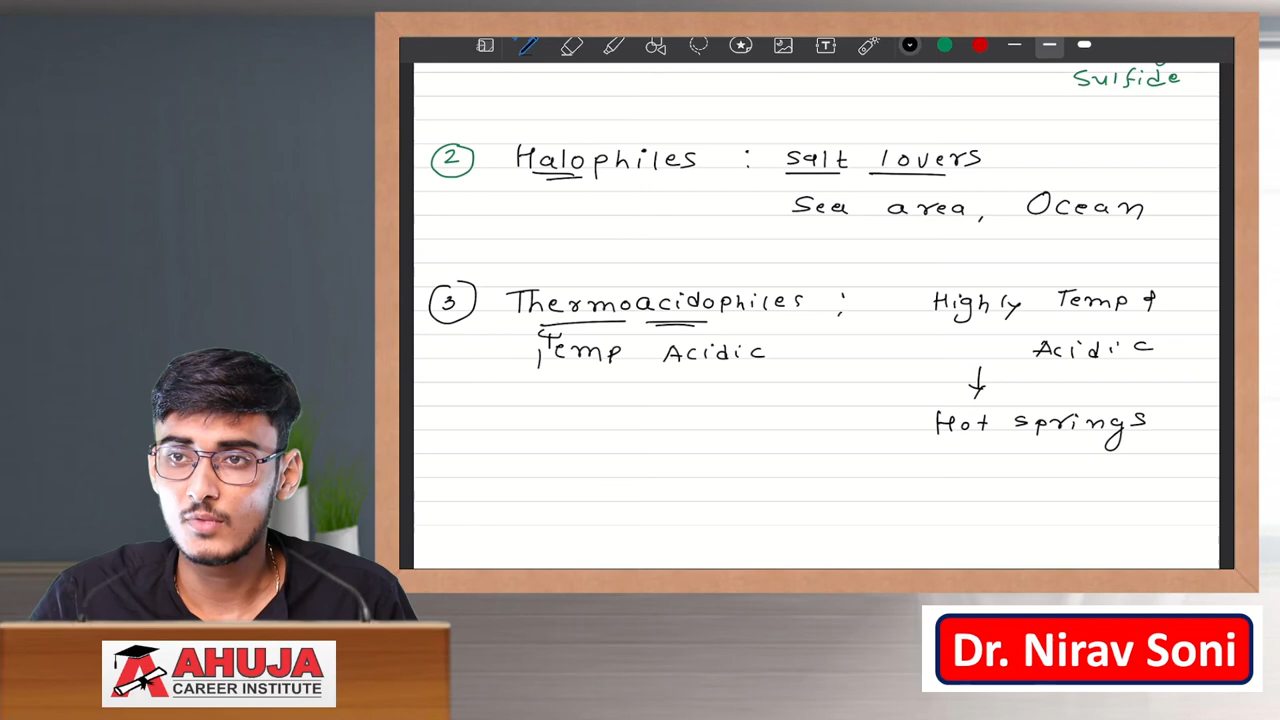 Sulfide
2 Halophiles : salt lovers
Sea area, Ocean
3 Thermoacidophiles : Highly Temp &
Temp Acidic Acidic
↓
Hot springs
AHUJA
CAREER INSTITUTE
Dr. Nirav Soni